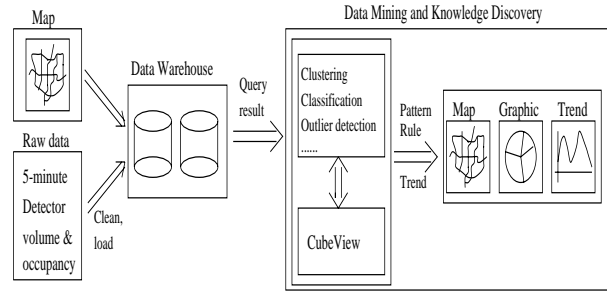 Map
Raw data
5-minute
Detector
volume &
occupancy
Clean,
load
Data Warehouse
Query
result
Data Mining and Knowledge Discovery
Clustering
Classification
Outlier detection
......
CubeView
Pattern
Rule
Trend
Map Graphic Trend